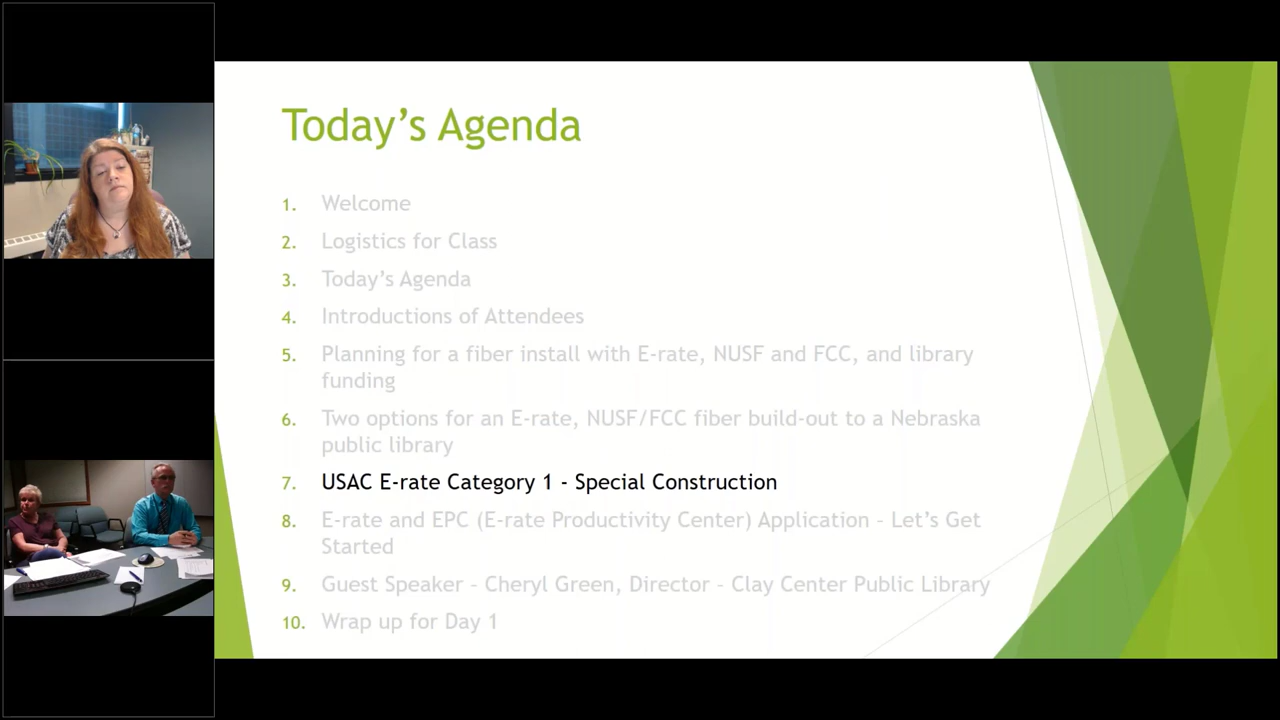 Today’s Agenda
1. Welcome
2. Logistics for Class
3. Today’s Agenda
4. Introductions of Attendees
5. Planning for a fiber install with E-rate, NUSF and FCC, and library
funding
6. Two options for an E-rate, NUSF/FCC fiber build-out to a Nebraska
public library
7. USAC E-rate Category 1 - Special Construction
8. E-rate and EPC (E-rate Productivity Center) Application – Let’s Get
Started
9. Guest Speaker – Cheryl Green, Director – Clay Center Public Library
10. Wrap up for Day 1